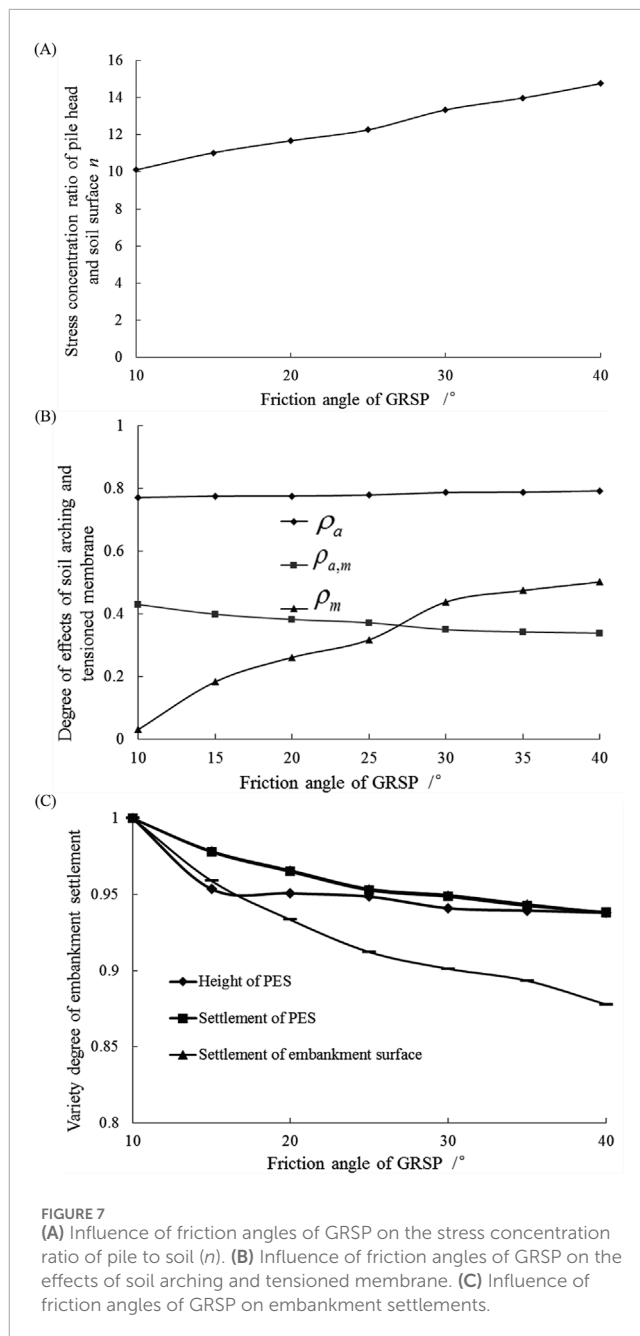 (A)
Stress concentration ratio of pile head
and soil surface n
16
14
12
10
8
6
4
2
0
10
20
30
40
Friction angle of GRSP /°
(B)
Degree of effects of soil arching and
tensioned membrane
1
0.8
0.6
0.4
0.2
0
ρa
ρa,m
ρm
10
15
20
25
30
35
40
Friction angle of GRSP /°
(C)
Variety degree of embankment settlement
1
0.95
0.9
0.85
0.8
Height of PES
Settlement of PES
Settlement of embankment surface
10
20
30
40
Friction angle of GRSP /°
FIGURE 7
(A) Influence of friction angles of GRSP on the stress concentration
ratio of pile to soil (n). (B) Influence of friction angles of GRSP on the
effects of soil arching and tensioned membrane. (C) Influence of
friction angles of GRSP on embankment settlements.